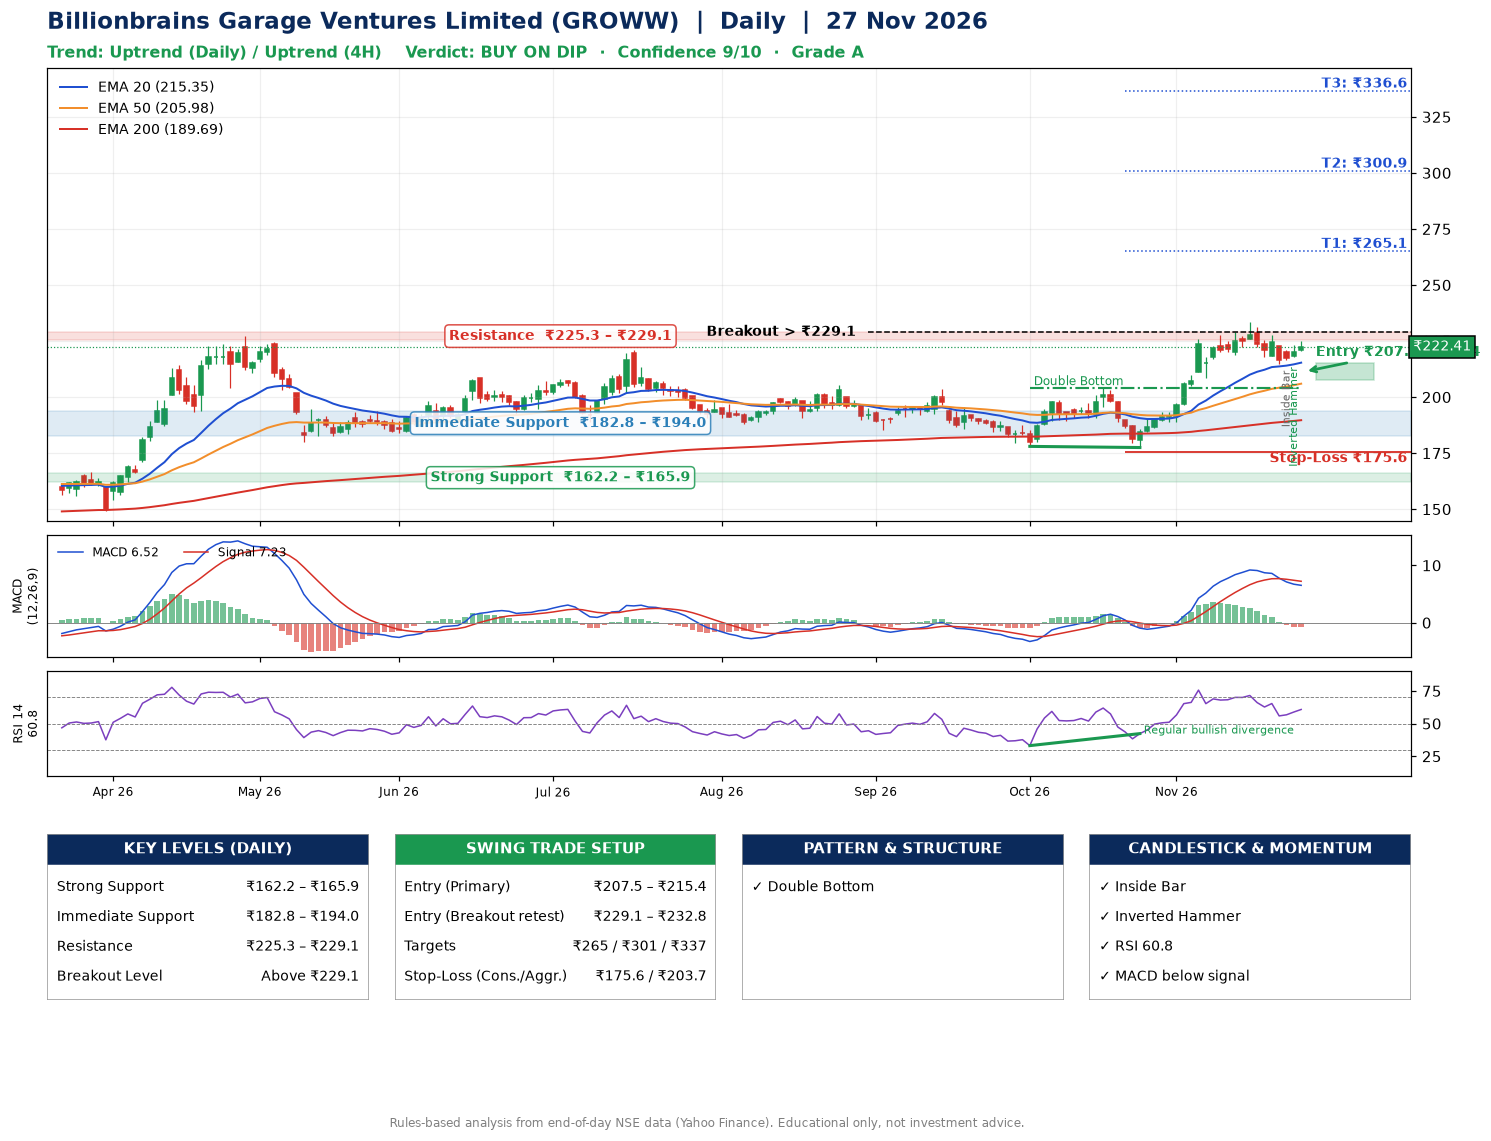 Billionbrains Garage Ventures Limited (GROWW)  |  Daily  |  27 Nov 2026
Trend: Uptrend (Daily) / Uptrend (4H)    Verdict: BUY ON DIP  ·  Confidence 9/10  ·  Grade A
EMA 20 (215.35)
EMA 50 (205.98)
EMA 200 (189.69)
T3: ₹336.6
325
300
275
250
200
175
150
T2: ₹300.9
T1: ₹265.1
Resistance  ₹225.3 – ₹229.1
Breakout > ₹229.1
₹222.41
Entry ₹207.
Double Bottom
Inside Bar
Inverted Hammer
Immediate Support  ₹182.8 – ₹194.0
Stop-Loss ₹175.6
Strong Support  ₹162.2 – ₹165.9
MACD 6.52
Signal 7.23
MACD
(12,26,9)
10
0
RSI 14
60.8
75
50
25
Regular bullish divergence
Apr 26
May 26
Jun 26
Jul 26
Aug 26
Sep 26
Oct 26
Nov 26
KEY LEVELS (DAILY)
Strong Support ₹162.2 – ₹165.9
Immediate Support ₹182.8 – ₹194.0
Resistance ₹225.3 – ₹229.1
Breakout Level Above ₹229.1
SWING TRADE SETUP
Entry (Primary) ₹207.5 – ₹215.4
Entry (Breakout retest) ₹229.1 – ₹232.8
Targets ₹265 / ₹301 / ₹337
Stop-Loss (Cons./Aggr.) ₹175.6 / ₹203.7
PATTERN & STRUCTURE
✓ Double Bottom
CANDLESTICK & MOMENTUM
✓ Inside Bar
✓ Inverted Hammer
✓ RSI 60.8
✓ MACD below signal
Rules-based analysis from end-of-day NSE data (Yahoo Finance). Educational only, not investment advice.